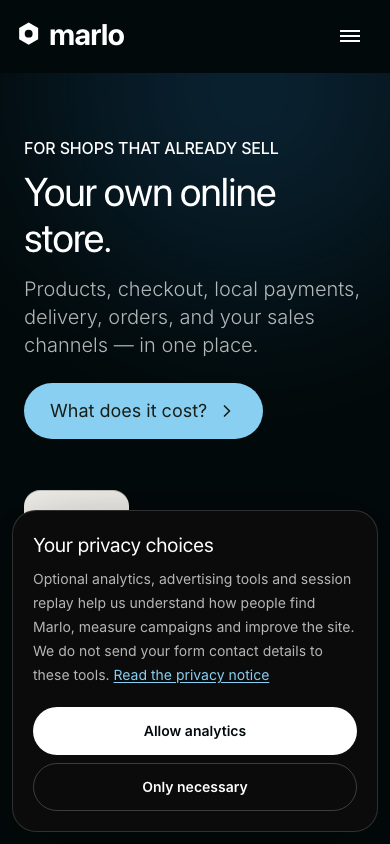 marlo
FOR SHOPS THAT ALREADY SELL
Your own online
store.
Products, checkout, local payments,
delivery, orders, and your sales
channels — in one place.
What does it cost?
Your privacy choices
Optional analytics, advertising tools and session
replay help us understand how people find
Marlo, measure campaigns and improve the site.
We do not send your form contact details to
these tools. Read the privacy notice
Allow analytics
Only necessary